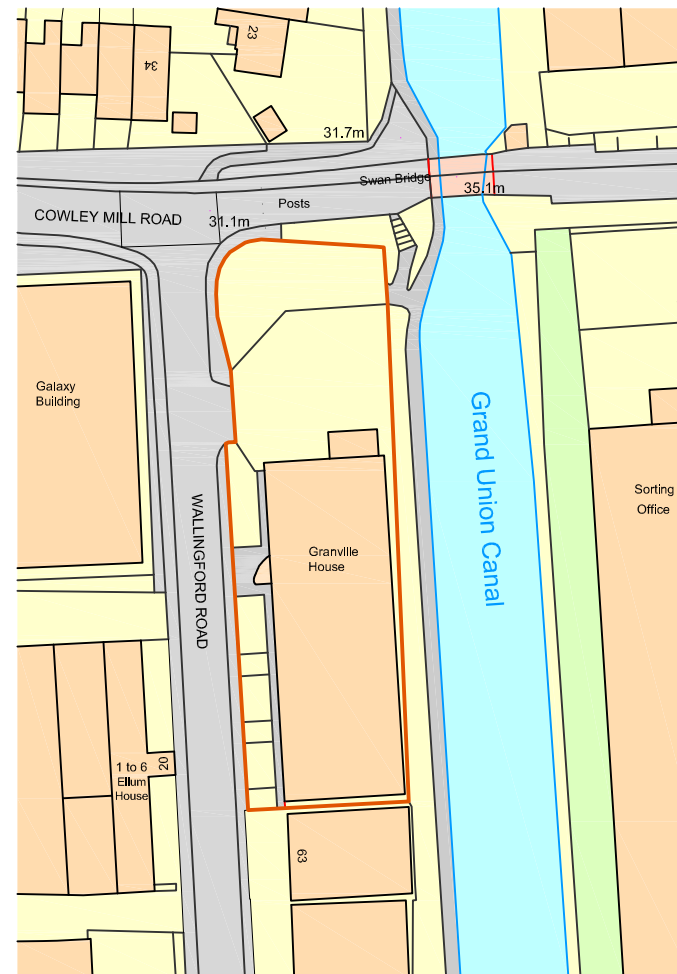 23
34
31.7m
Swan Bridge
35.1m
Posts
COWLEY MILL ROAD
31.1m
Galaxy
Building
Grand Union Canal
Sorting
Office
WALLINGFORD ROAD
Granville
House
1 to 6
Ellum
House
20
63